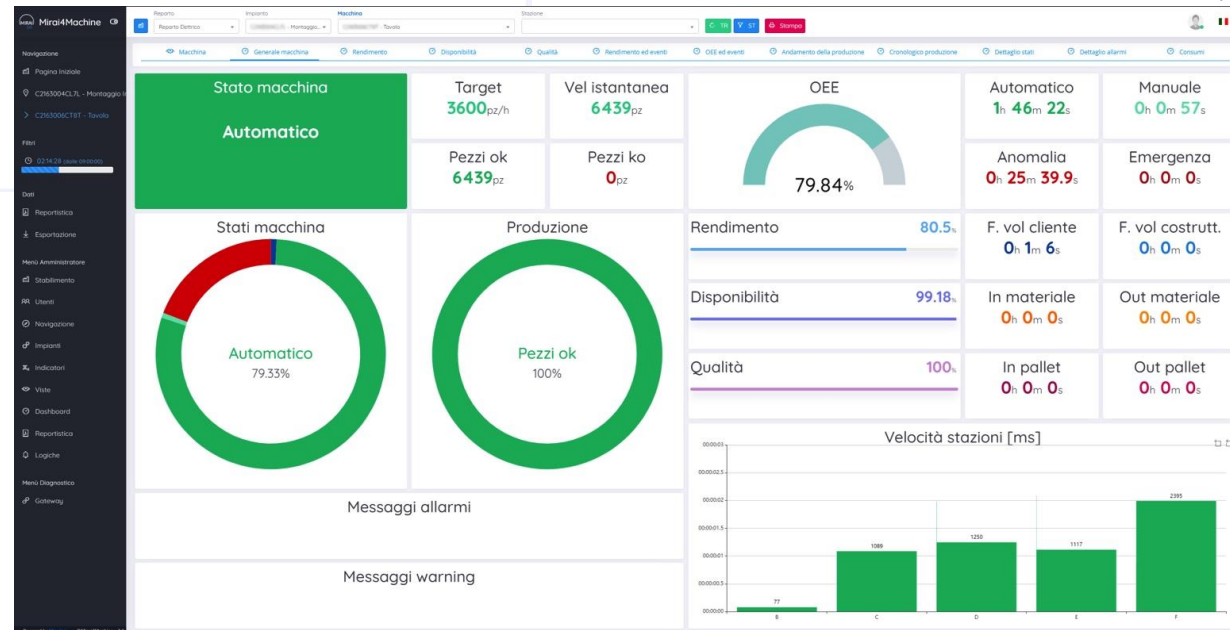 Mirai4Machine
Navigazione
Pagina Iniziale
C2163004CL7L - Montaggio In
C2163006CT8T - Tavolo
Filtri
02:14:28
Dati
Reportistica
Esportazione
Menù Amministratore
Stabilimento
Utenti
Navigazione
Impianti
Indicatori
Viste
Dashboard
Reportistica
Logiche
Menù Diagnostico
Gateway
Reparto
Reparto Elettrico
Impianto
- Montaggio...
Macchina
- Tavolo
Stazione
TR
ST
Stampa
Macchina
Generale macchina
Rendimento
Disponibilità
Qualità
Rendimento ed eventi
OEE ed eventi
Andamento della produzione
Cronologico produzione
Dettaglio stati
Dettaglio allarmi
Consumi
Stato macchina
Automatico
Target
3600pz/h
Vel istantanea
6439pz
Pezzi ok
6439pz
Pezzi ko
0pz
OEE
79.84%
Automatico
1h 46m 22s
Manuale
0h 0m 57s
Anomalia
0h 25m 39.9s
Emergenza
0h 0m 0s
Stati macchina
Automatico
79.33%
Produzione
Pezzi ok
100%
Rendimento
80.5%
Disponibilità
99.18%
Qualità
100%
F. vol cliente
0h 1m 6s
F. vol costrutt.
0h 0m 0s
In materiale
0h 0m 0s
Out materiale
0h 0m 0s
In pallet
0h 0m 0s
Out pallet
0h 0m 0s
Messaggi allarmi
Messaggi warning
Velocità stazioni [ms]
00:00:03
00:00:02.5
00:00:02
00:00:01.5
00:00:01
00:00:00.5
00:00:00
77
1089
1250
1117
2395
B
C
D
E
F